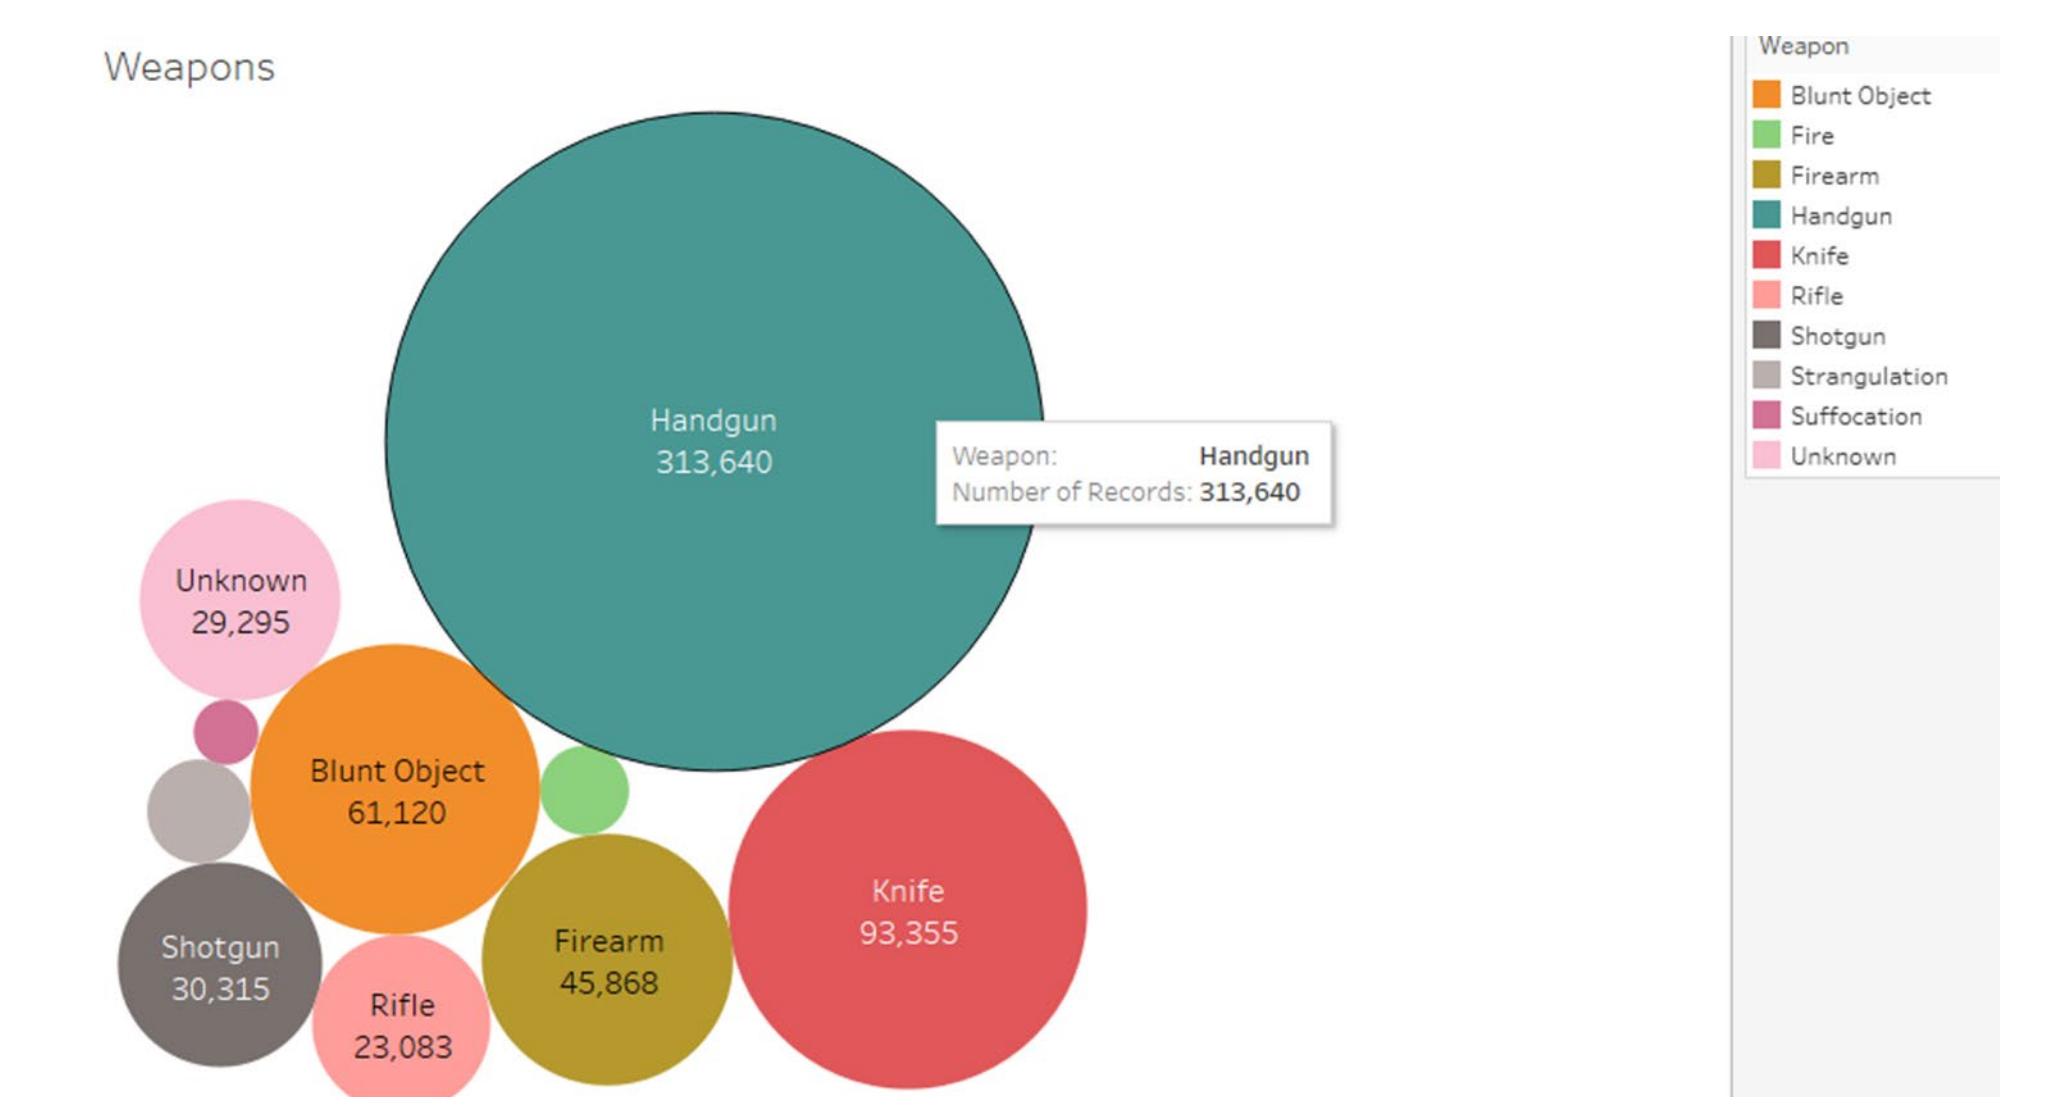 Weapons
Handgun
313,640
Weapon: Handgun
Number of Records: 313,640
Unknown
29,295
Blunt Object
61,120
Knife
93,355
Firearm
45,868
Shotgun
30,315
Rifle
23,083
Weapon
Blunt Object
Fire
Firearm
Handgun
Knife
Rifle
Shotgun
Strangulation
Suffocation
Unknown